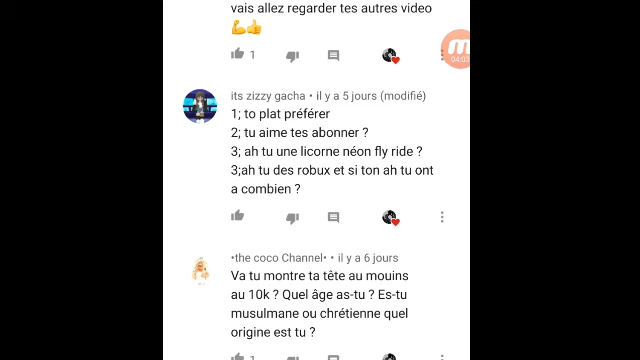 vais allez regarder tes autres video
💪👍
1
04:03
its zizzy gacha • il y a 5 jours (modifié)
1; to plat préférer
2; tu aime tes abonner ?
3; ah tu une licorne néon fly ride ?
3;ah tu des robux et si ton ah tu ont
a combien ?
•the coco Channel• • il y a 6 jours
Va tu montre ta tête au mouins
au 10k ? Quel âge as-tu ? Es-tu
musulmane ou chrétienne quel
origine est tu ?
1